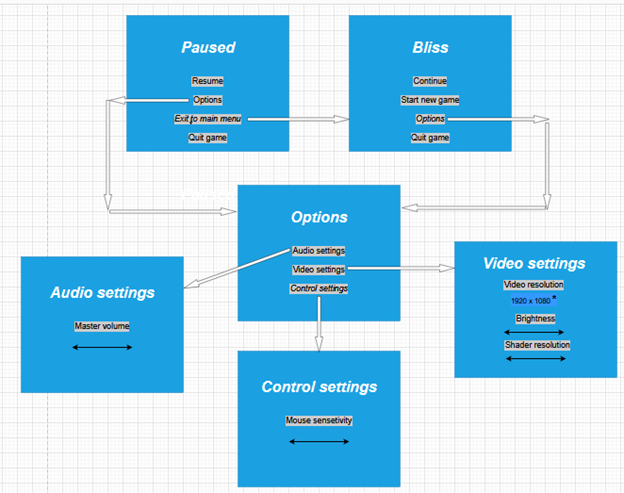 Paused
Resume
Options
Exit to main menu
Quit game
Bliss
Continue
Start new game
Options
Quit game
Options
Audio settings
Video settings
Control settings
Audio settings
Master volume
Video settings
Video resolution
1920 x 1080 *
Brightness
Shader resolution
Control settings
Mouse sensetivity